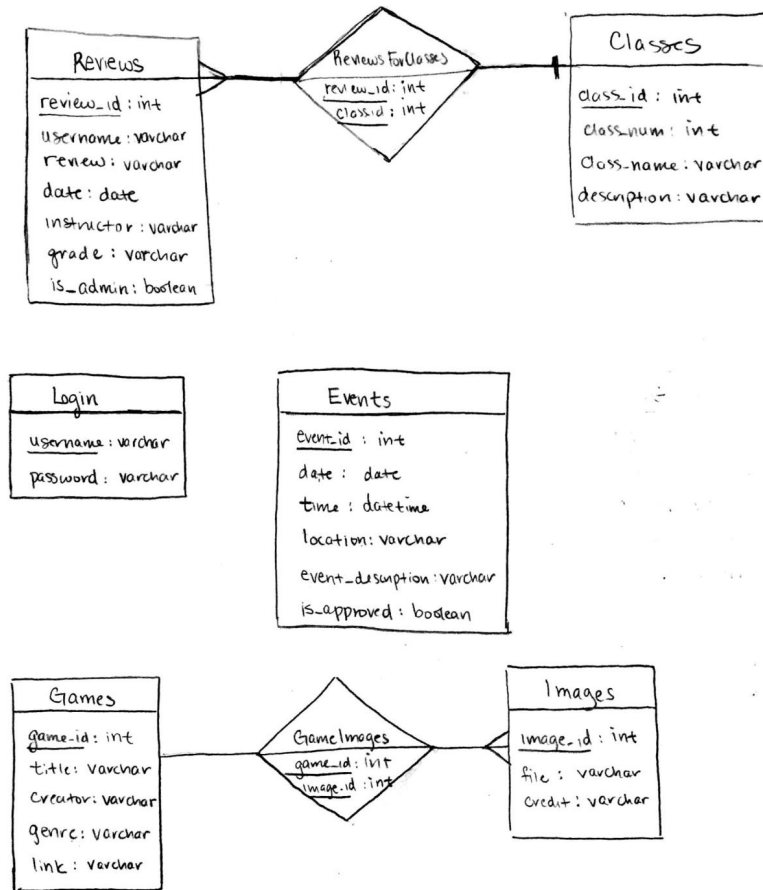 Reviews
review_id: int
username: varchar
review: varchar
date: date
instructor: varchar
grade: varchar
is_admin: boolean
ReviewsForClasses
review_id: int
classid: int
Classes
class_id: int
class_num: int
class_name: varchar
description: varchar
Login
username: varchar
password: varchar
Events
event_id: int
date: date
time: datetime
location: varchar
event_description: varchar
is_approved: boolean
Games
game_id: int
title: varchar
creator: varchar
genre: varchar
link: varchar
GameImages
game_id: int
image_id: int
Images
image_id: int
file: varchar
credit: varchar